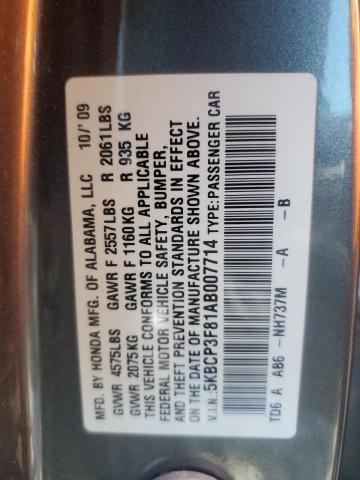 MFD. BY HONDA MFG. OF ALABAMA, LLC 10/'09
GVWR 4575LBS GAWR F 2557LBS R 2061LBS
GVWR 2075KG GAWR F 1160KG R 935 KG
THIS VEHICLE CONFORMS TO ALL APPLICABLE
FEDERAL MOTOR VEHICLE SAFETY, BUMPER,
AND THEFT PREVENTION STANDARDS IN EFFECT
ON THE DATE OF MANUFACTURE SHOWN ABOVE.
V.I.N.:5KBCP3F81AB007714 TYPE:PASSENGER CAR
TD6 A AB6 -NH737M -A -B